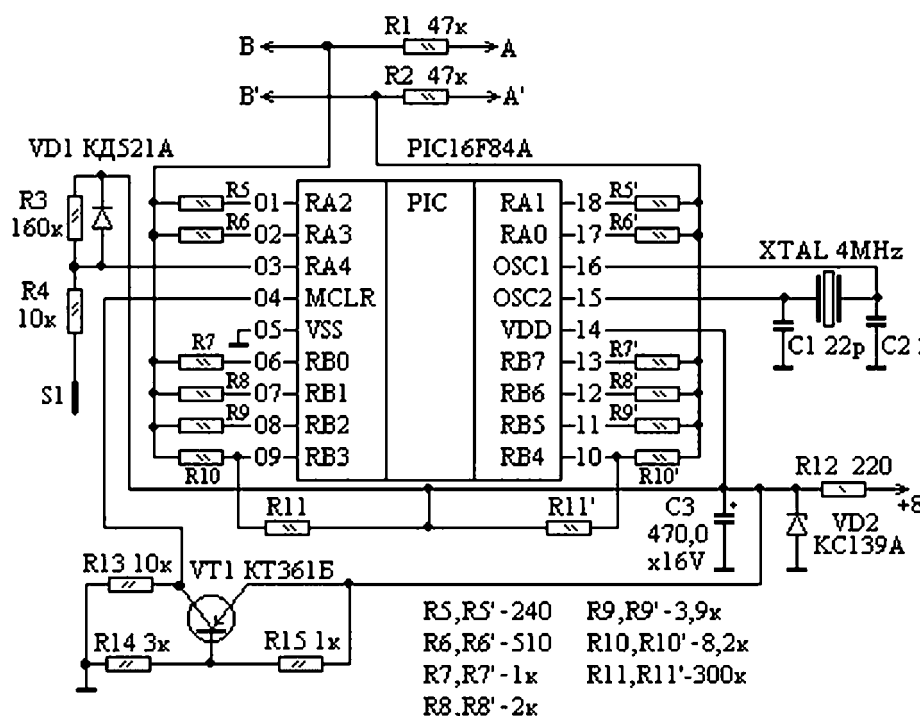 R1 47к
B A
R2 47к
B' A'
VD1 КД521А PIC16F84A
R3
160к
R4
10к
S1
R5 01 RA2 PIC RA1 18 R5'
R6 02 RA3 RA0 17 R6'
03 RA4 OSC1 16
04 MCLR OSC2 15
05 VSS VDD 14
R7 06 RB0 RB7 13 R7'
R8 07 RB1 RB6 12 R8'
R9 08 RB2 RB5 11 R9'
R10 09 RB3 RB4 10 R10'
XTAL 4MHz
C1 22p C2
R11 R11'
C3 +
470,0
x16V
R12 220
+8
VD2
KC139A
R13 10к VT1 КТ361Б
R14 3к R15 1к
R5,R5'-240 R9,R9'-3,9к
R6,R6'-510 R10,R10'-8,2к
R7,R7'-1к R11,R11'-300к
R8,R8'-2к